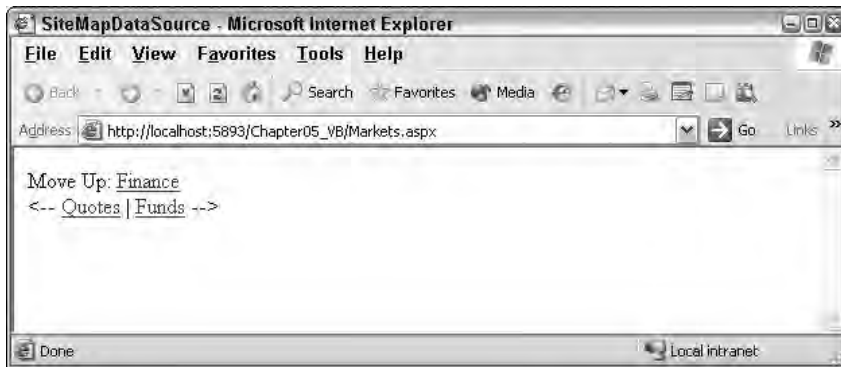 SiteMapDataSource - Microsoft Internet Explorer
File Edit View Favorites Tools Help
Back Search Favorites Media
Address http://localhost:5893/Chapter05_VB/Markets.aspx Go Links »
Move Up: Finance
<-- Quotes | Funds -->
Done Local intranet